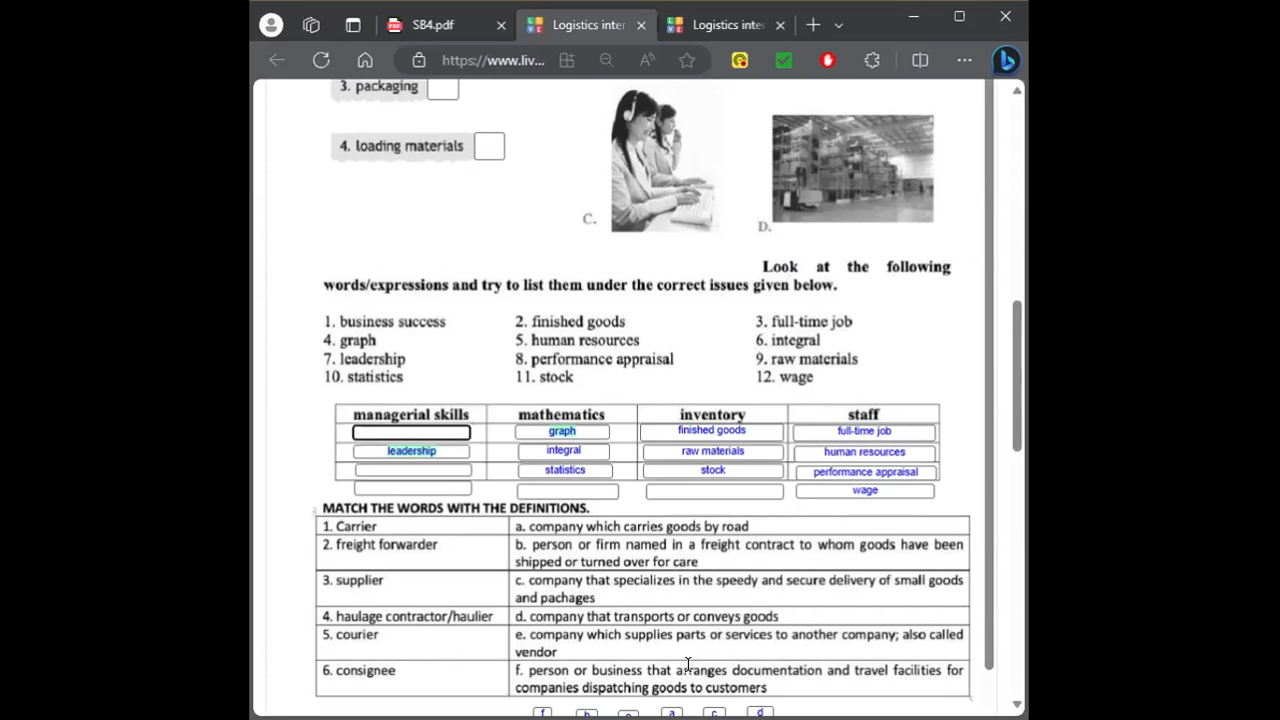 SB4.pdf
Logistics inter
Logistics inter
https://www.liv...
3. packaging
4. loading materials
C.
D.
Look at the following
words/expressions and try to list them under the correct issues given below.
1. business success 2. finished goods 3. full-time job
4. graph 5. human resources 6. integral
7. leadership 8. performance appraisal 9. raw materials
10. statistics 11. stock 12. wage
managerial skills mathematics inventory staff
graph finished goods full-time job
leadership integral raw materials human resources
statistics stock performance appraisal
wage
MATCH THE WORDS WITH THE DEFINITIONS.
1. Carrier a. company which carries goods by road
2. freight forwarder b. person or firm named in a freight contract to whom goods have been
shipped or turned over for care
3. supplier c. company that specializes in the speedy and secure delivery of small goods
and pachages
4. haulage contractor/haulier d. company that transports or conveys goods
5. courier e. company which supplies parts or services to another company; also called
vendor
6. consignee f. person or business that arranges documentation and travel facilities for
companies dispatching goods to customers
f b e a c d